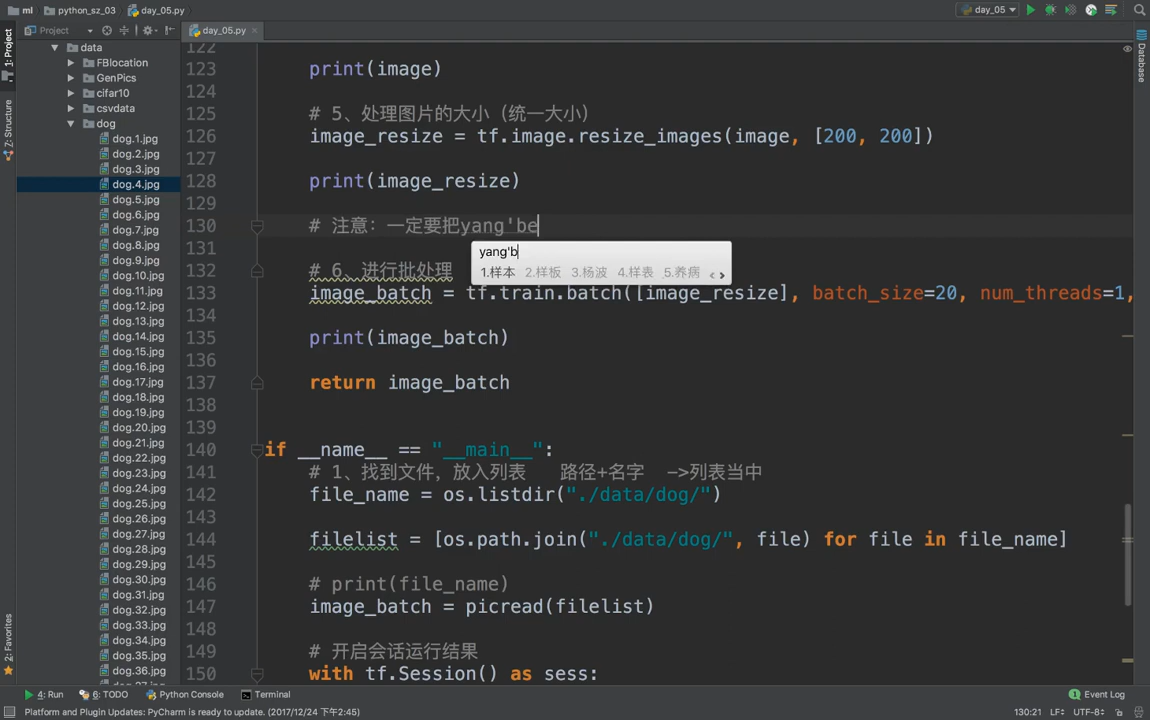 ml python_sz_03 day_05.py
day_05
Project
day_05.py
1: Project
Z: Structure
2: Favorites
Database
data
FBlocation
GenPics
cifar10
csvdata
dog
dog.1.jpg
dog.2.jpg
dog.3.jpg
dog.4.jpg
dog.5.jpg
dog.6.jpg
dog.7.jpg
dog.8.jpg
dog.9.jpg
dog.10.jpg
dog.11.jpg
dog.12.jpg
dog.13.jpg
dog.14.jpg
dog.15.jpg
dog.16.jpg
dog.17.jpg
dog.18.jpg
dog.19.jpg
dog.20.jpg
dog.21.jpg
dog.22.jpg
dog.23.jpg
dog.24.jpg
dog.25.jpg
dog.26.jpg
dog.27.jpg
dog.28.jpg
dog.29.jpg
dog.30.jpg
dog.31.jpg
dog.32.jpg
dog.33.jpg
dog.34.jpg
dog.35.jpg
dog.36.jpg
122
123 print(image)
124
125 # 5、处理图片的大小（统一大小）
126 image_resize = tf.image.resize_images(image, [200, 200])
127
128 print(image_resize)
129
130 # 注意：一定要把yang'be
yang'b
1.样本 2.样板 3.杨波 4.样表 5.养病 < >
131
132 # 6、进行批处理
133 image_batch = tf.train.batch([image_resize], batch_size=20, num_threads=1,
134
135 print(image_batch)
136
137 return image_batch
138
139
140 if __name__ == "__main__":
141 # 1、找到文件，放入列表 路径+名字 ->列表当中
142 file_name = os.listdir("./data/dog/")
143
144 filelist = [os.path.join("./data/dog/", file) for file in file_name]
145
146 # print(file_name)
147 image_batch = picread(filelist)
148
149 # 开启会话运行结果
150 with tf.Session() as sess:
4: Run 6: TODO Python Console Terminal Event Log
Platform and Plugin Updates: PyCharm is ready to update. (2017/12/24 下午2:45) 130:21 LF÷ UTF-8÷